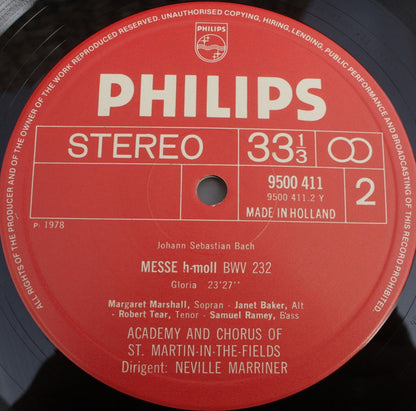 ALL RIGHTS OF THE PRODUCER AND OF THE OWNER OF THE WORK REPRODUCED RESERVED. UNAUTHORISED COPYING, HIRING, LENDING, PUBLIC PERFORMANCE AND BROADCASTING OF THIS RECORD PROHIBITED
PHILIPS
PHILIPS
STEREO 33 1/3
9500 411
9500 411.2 Y
2
MADE IN HOLLAND
P: 1978
Johann Sebastian Bach
MESSE h-moll BWV 232
Gloria 23'27''
Margaret Marshall, Sopran - Janet Baker, Alt
Robert Tear, Tenor - Samuel Ramey, Bass
ACADEMY AND CHORUS OF
ST. MARTIN-IN-THE-FIELDS
Dirigent: NEVILLE MARRINER